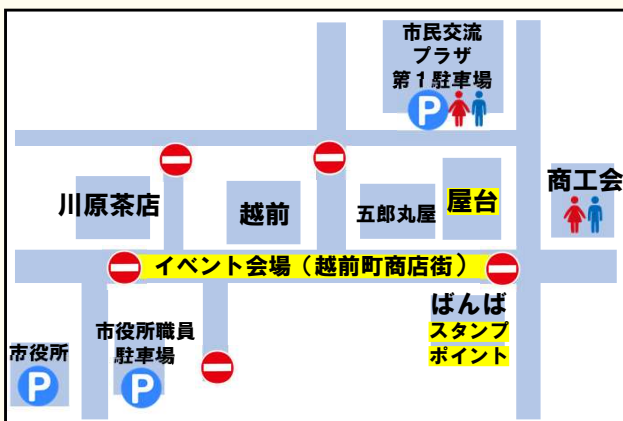 市民交流
プラザ
第1駐車場
P
川原茶店
越前
五郎丸屋
屋台
商工会
イベント会場（越前町商店街）
ばんば
スタンプ
ポイント
市役所
P
市役所職員
駐車場
P